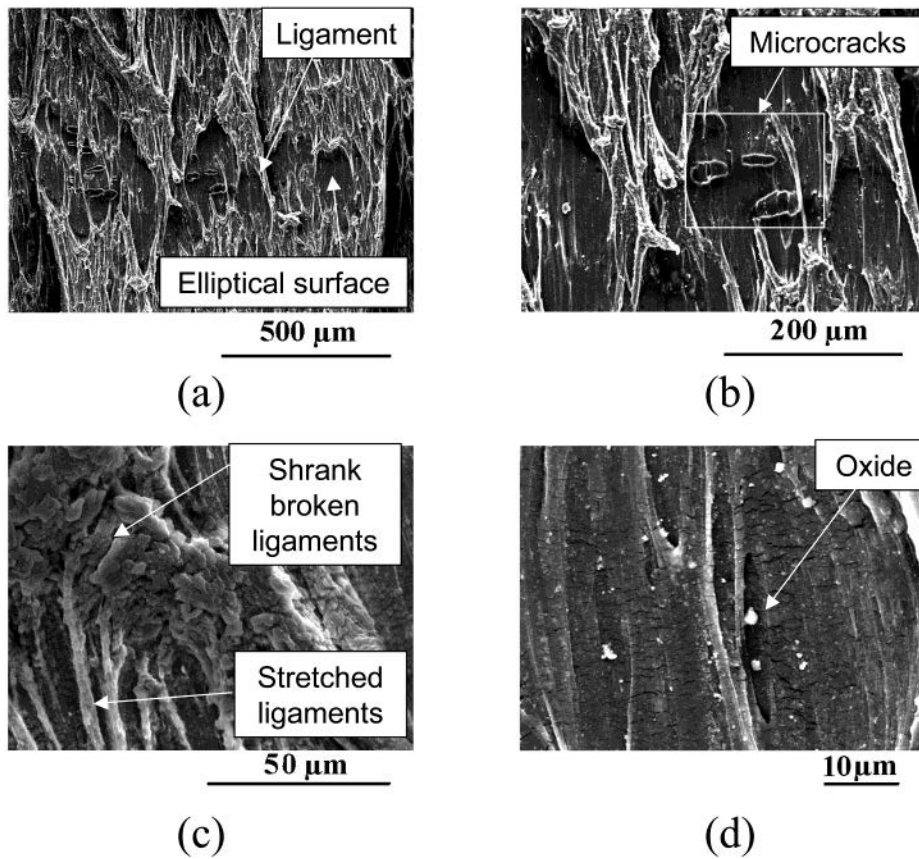 Ligament
Elliptical surface
500 µm
(a)
Microcracks
200 µm
(b)
Shrank
broken
ligaments
Stretched
ligaments
50 µm
(c)
Oxide
10µm
(d)